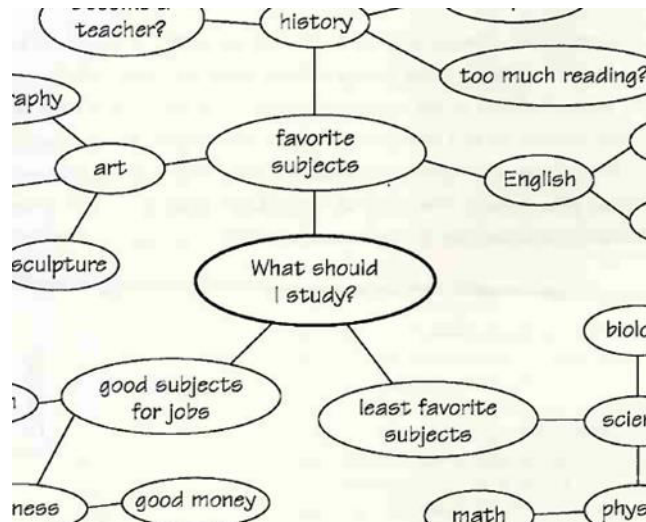 teacher?
history
too much reading?
art
favorite
subjects
English
sculpture
What should
I study?
good subjects
for jobs
least favorite
subjects
good money
math